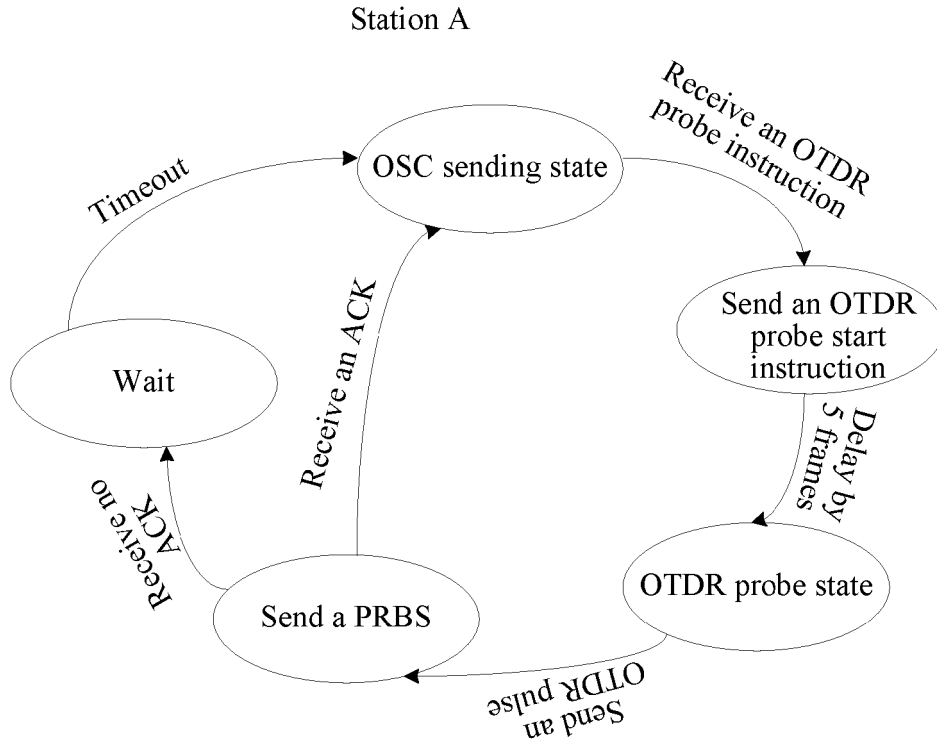 Station A
Receive an OTDR
probe instruction
OSC sending state
Timeout
Send an OTDR
probe start
instruction
Receive an ACK
Wait
Delay by
5 frames
Receive no
ACK
OTDR probe state
Send a PRBS
Send an
OTDR pulse